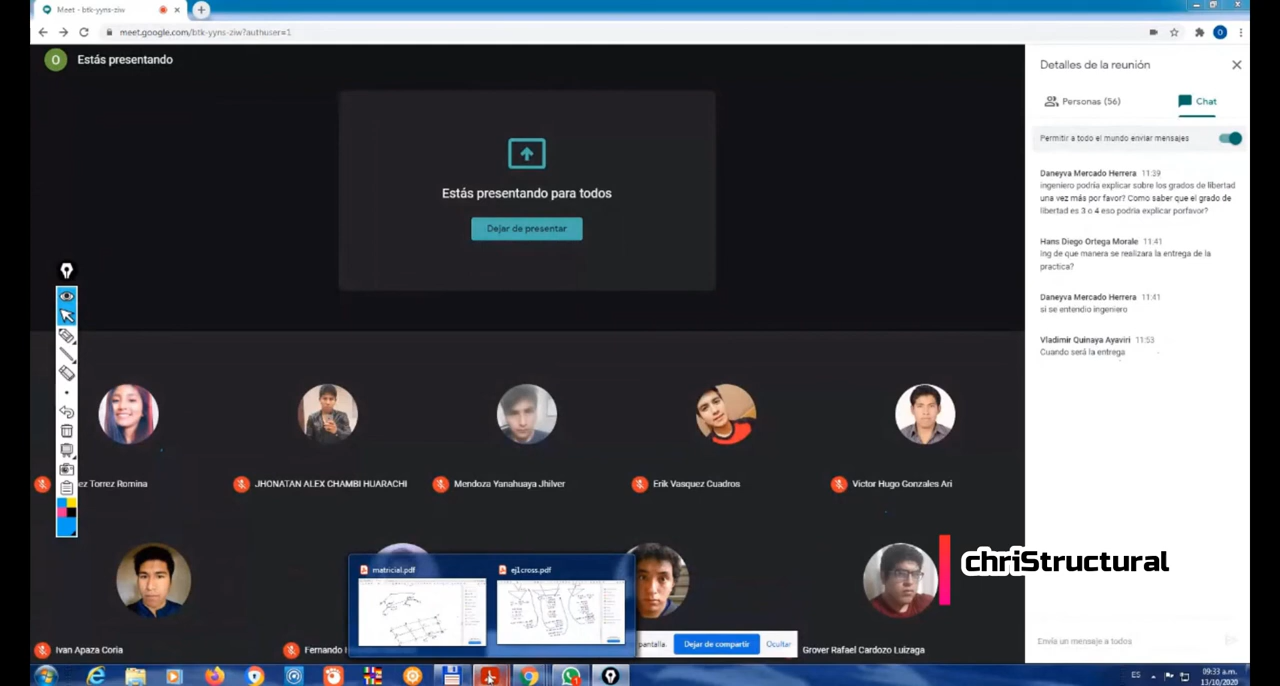 Meet - btk-yyns-ziw
meet.google.com/btk-yyns-ziw?authuser=1
O
Estás presentando
Estás presentando para todos
Dejar de presentar
Detalles de la reunión
Personas (56)
Chat
Permitir a todo el mundo enviar mensajes
Daneyva Mercado Herrera 11:39
ingeniero podría explicar sobre los grados de libertad
una vez más por favor? Como saber que el grado de
libertad es 3 o 4 eso podria explicar porfavor?
Hans Diego Ortega Morale 11:41
Ing de que manera se realizara la entrega de la
practica?
Daneyva Mercado Herrera 11:41
si se entendio ingeniero
Vladimir Quinaya Ayaviri 11:53
Cuando será la entrega
ez Torrez Romina
JHONATAN ALEX CHAMBI HUARACHI
Mendoza Yanahuaya Jhilver
Erik Vasquez Cuadros
Victor Hugo Gonzales Ari
chriStructural
matricial.pdf
ej1cross.pdf
Ivan Apaza Coria
Fernando
pantalla.
Dejar de compartir
Ocultar
Grover Rafael Cardozo Luizaga
Envía un mensaje a todos
ES
09:33 a.m.
13/10/2020